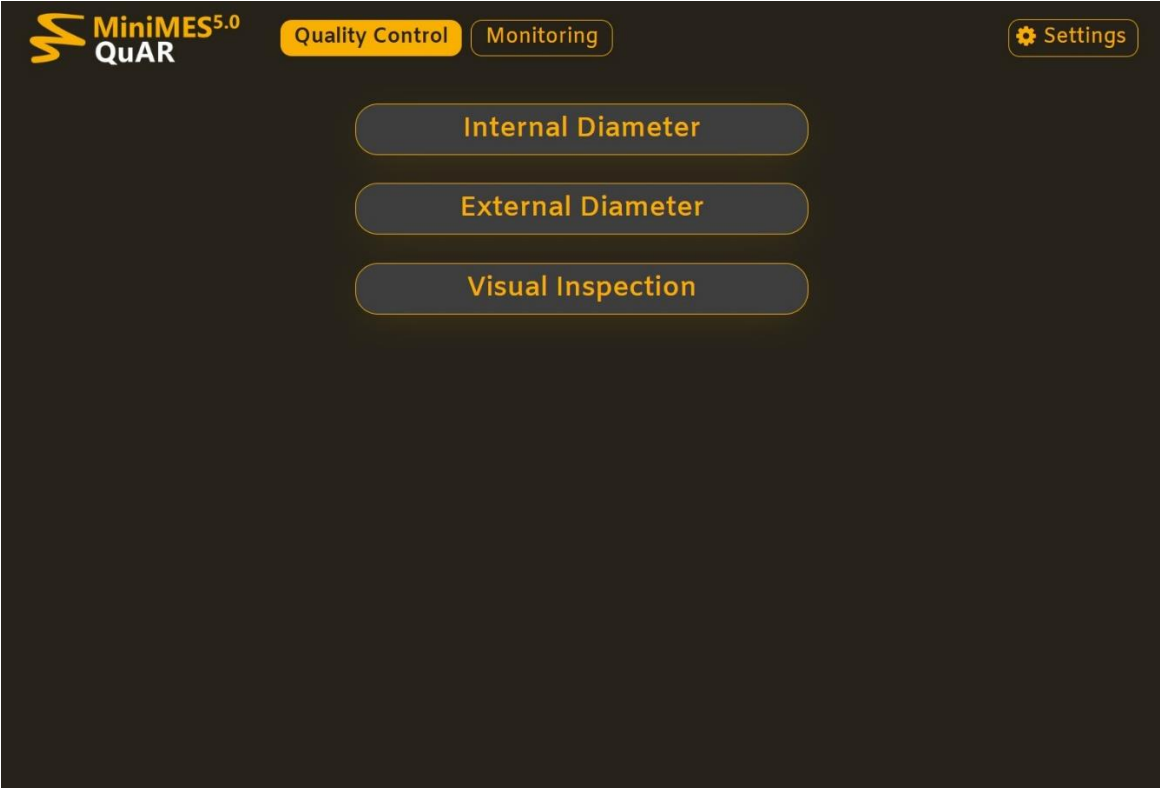 MiniMES5.0
QuAR
Quality Control
Monitoring
Settings
Internal Diameter
External Diameter
Visual Inspection